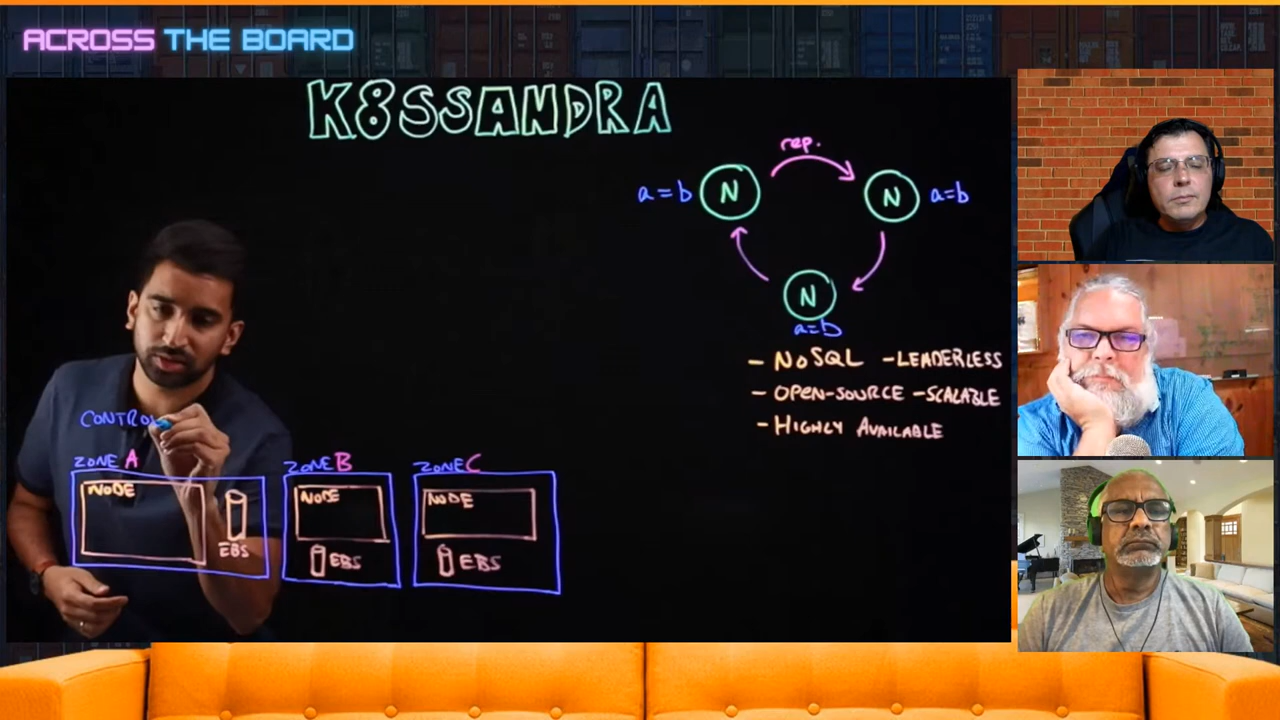 ACROSS THE BOARD
K8SSANDRA
rep.
a=b N N a=b
N
a=b
- NoSQL - LEADERLESS
- OPEN-SOURCE - SCALABLE
- HIGHLY AVAILABLE
CONTROL
ZONE A ZONE B ZONE C
NODE NODE NODE
EBS EBS EBS